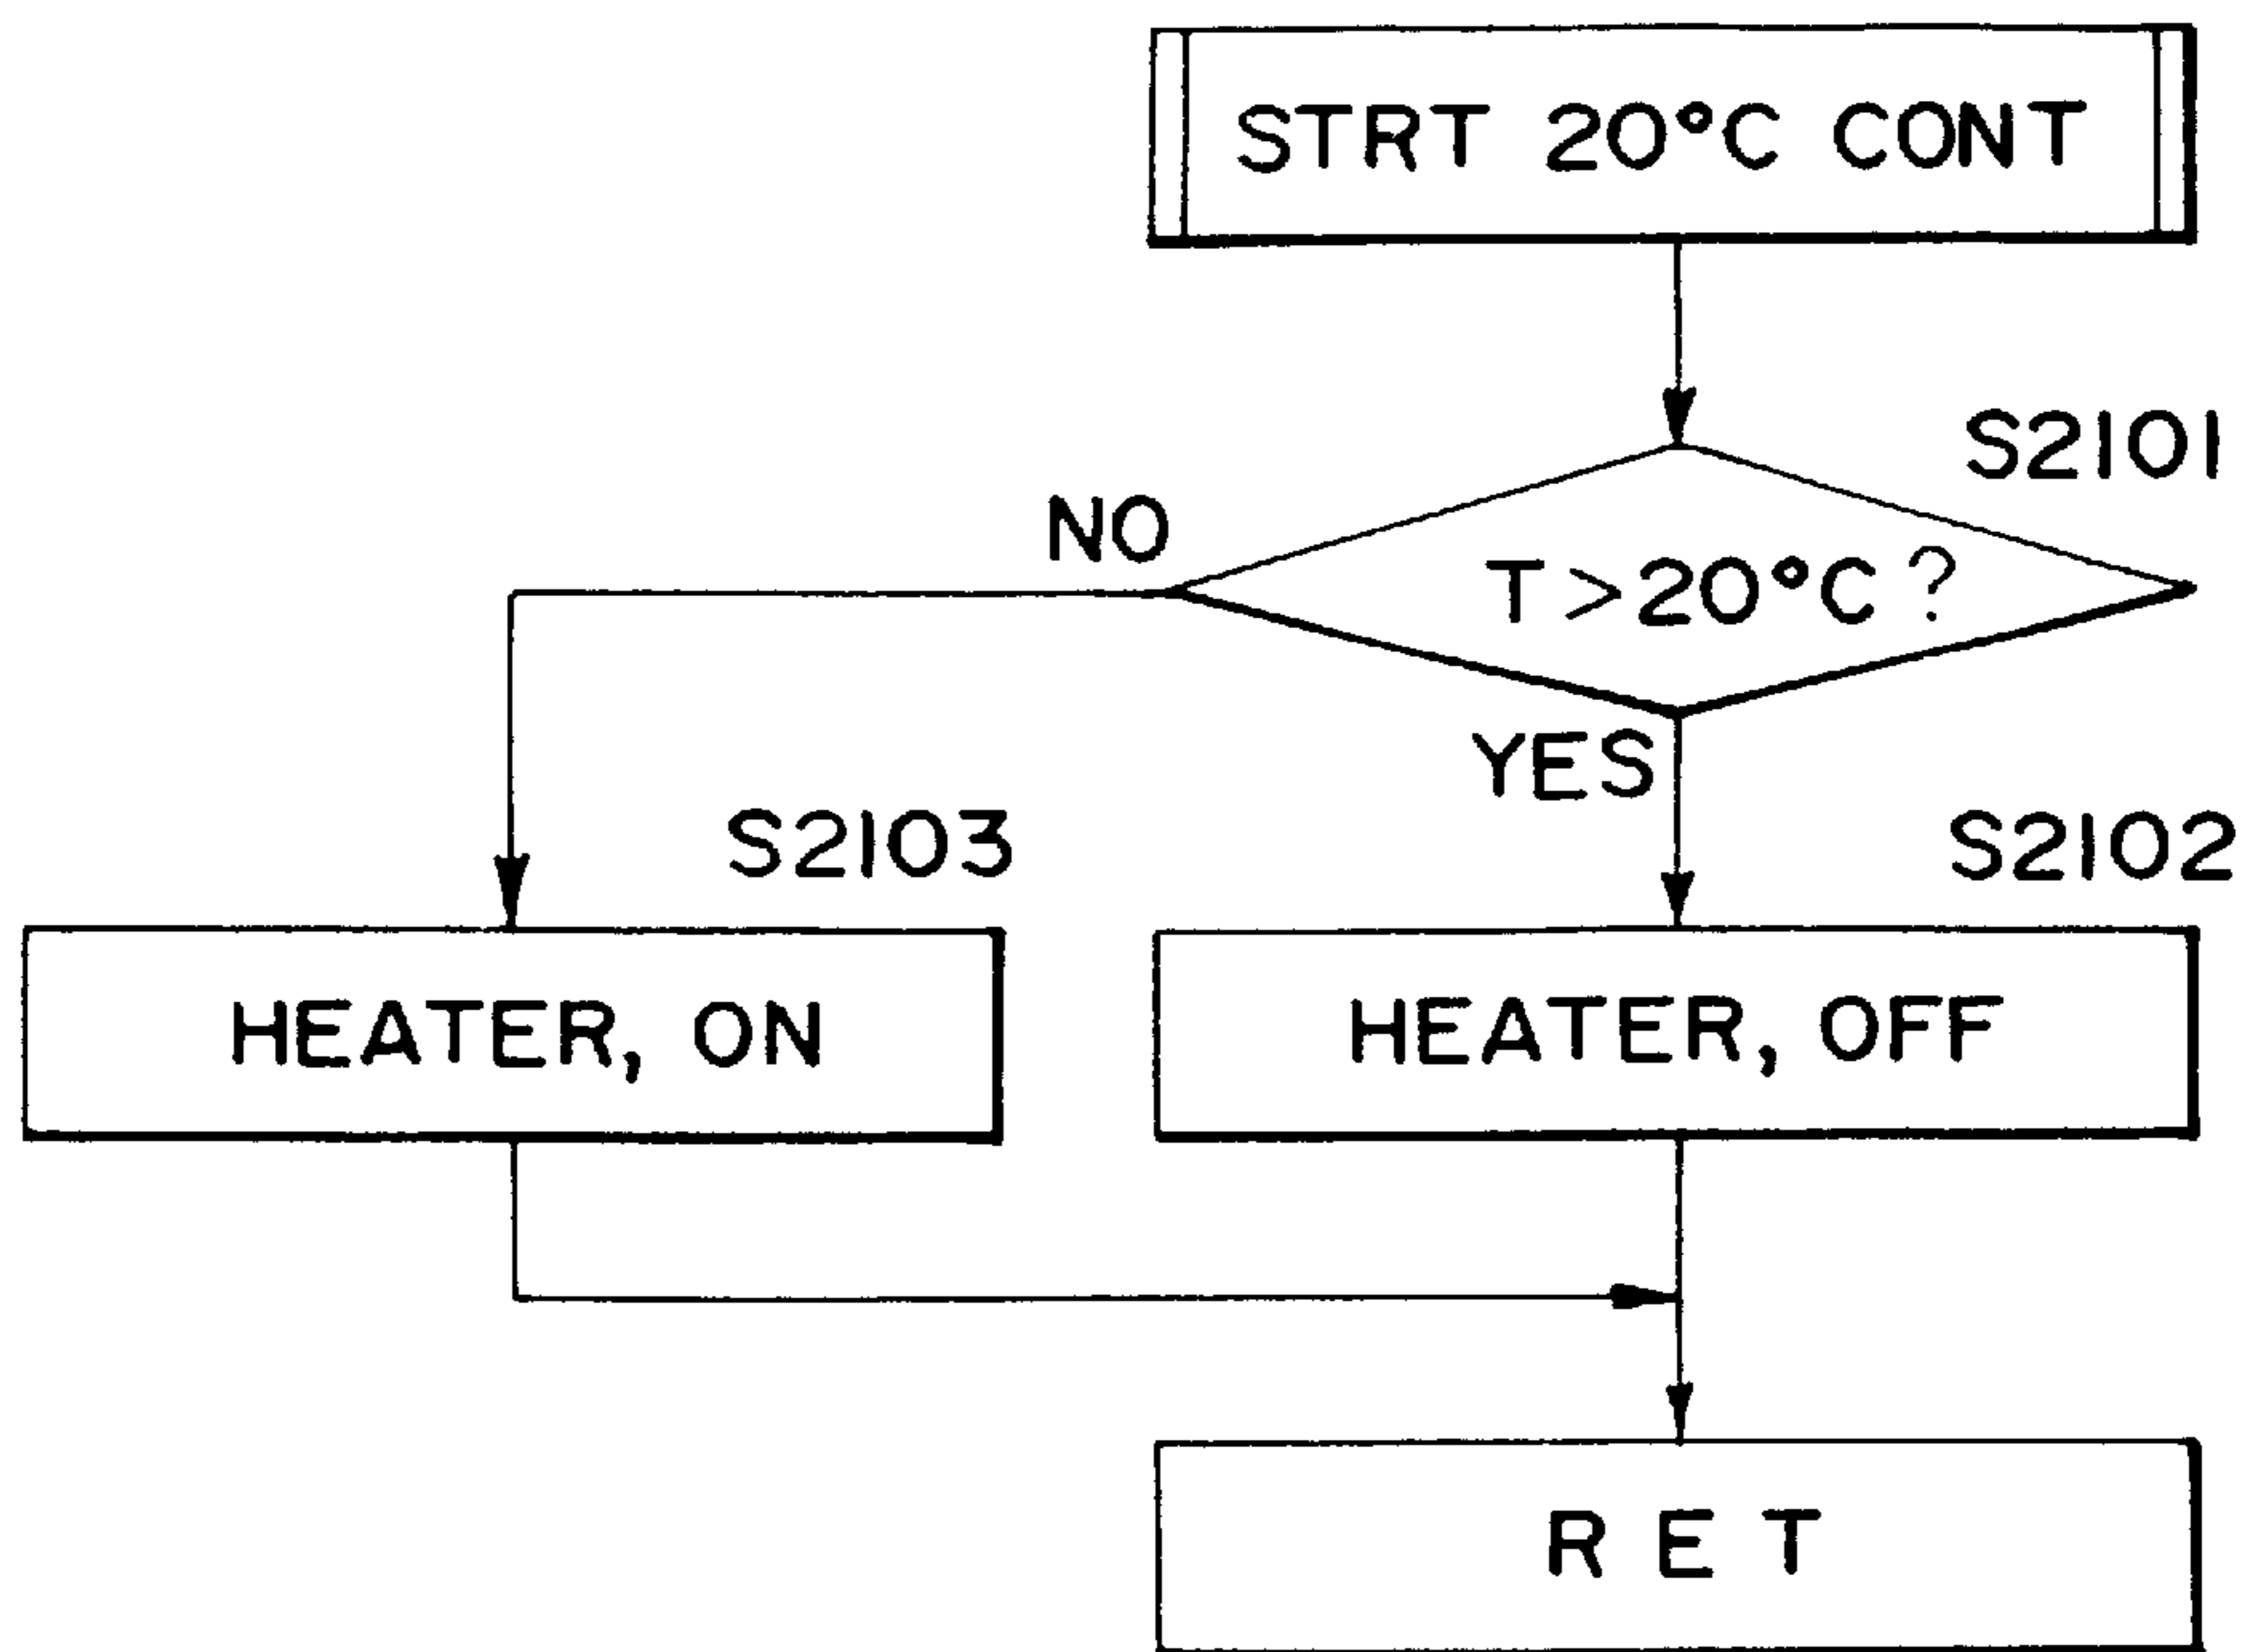 STRT 20°C CONT
S2101
NO
T>20°C?
YES
S2103
S2102
HEATER, ON
HEATER, OFF
RET